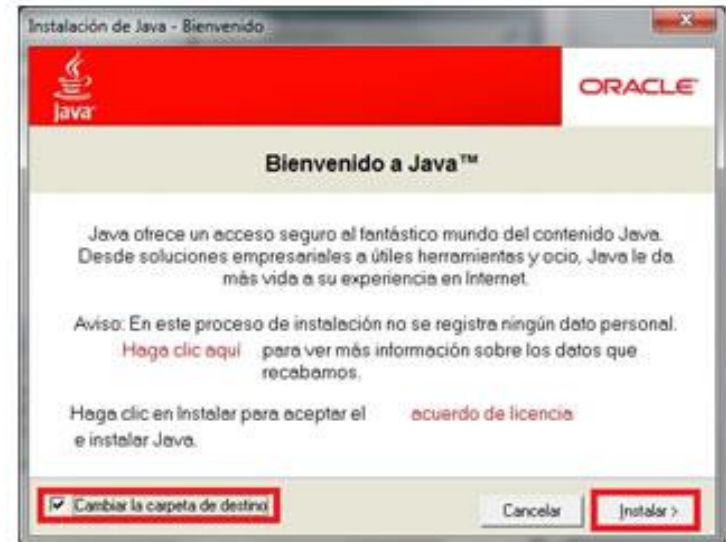 Instalación de Java - Bienvenido
Java
ORACLE
Bienvenido a Java™
Java ofrece un acceso seguro al fantástico mundo del contenido Java.
Desde soluciones empresariales a útiles herramientas y ocio, Java le da
más vida a su experiencia en Internet.
Aviso: En este proceso de instalación no se registra ningún dato personal.
Haga clic aquí para ver más información sobre los datos que
recabamos.
Haga clic en Instalar para aceptar el acuerdo de licencia
e instalar Java.
Cambiar la carpeta de destino
Cancelar
Instalar >